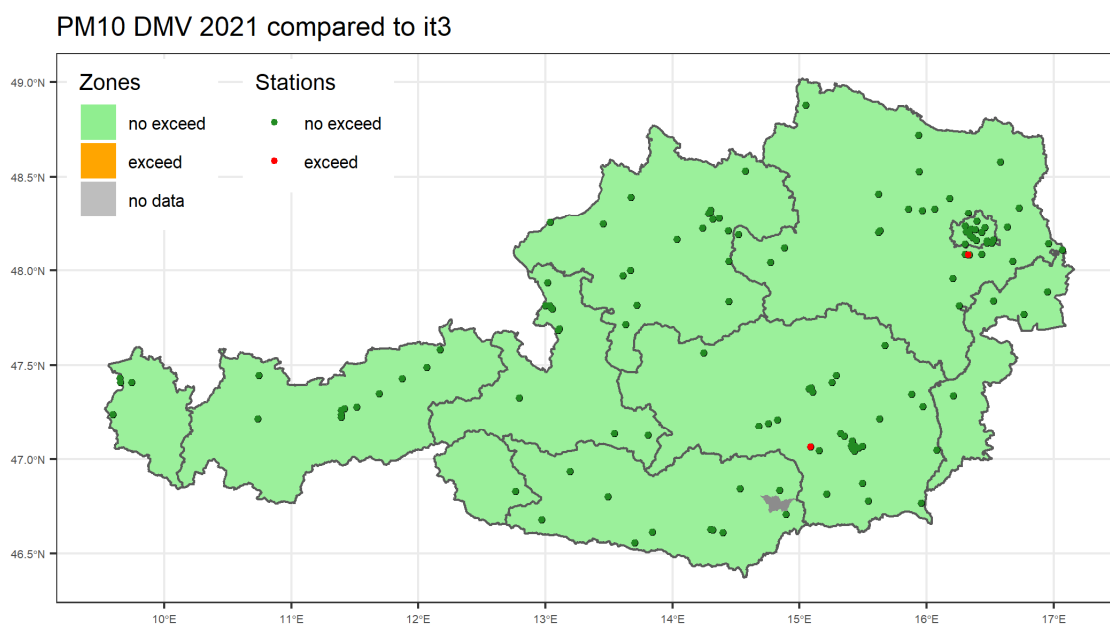 PM10 DMV 2021 compared to it3
Zones
no exceed
exceed
no data
Stations
no exceed
exceed
49.0°N
48.5°N
48.0°N
47.5°N
47.0°N
46.5°N
10°E
11°E
12°E
13°E
14°E
15°E
16°E
17°E